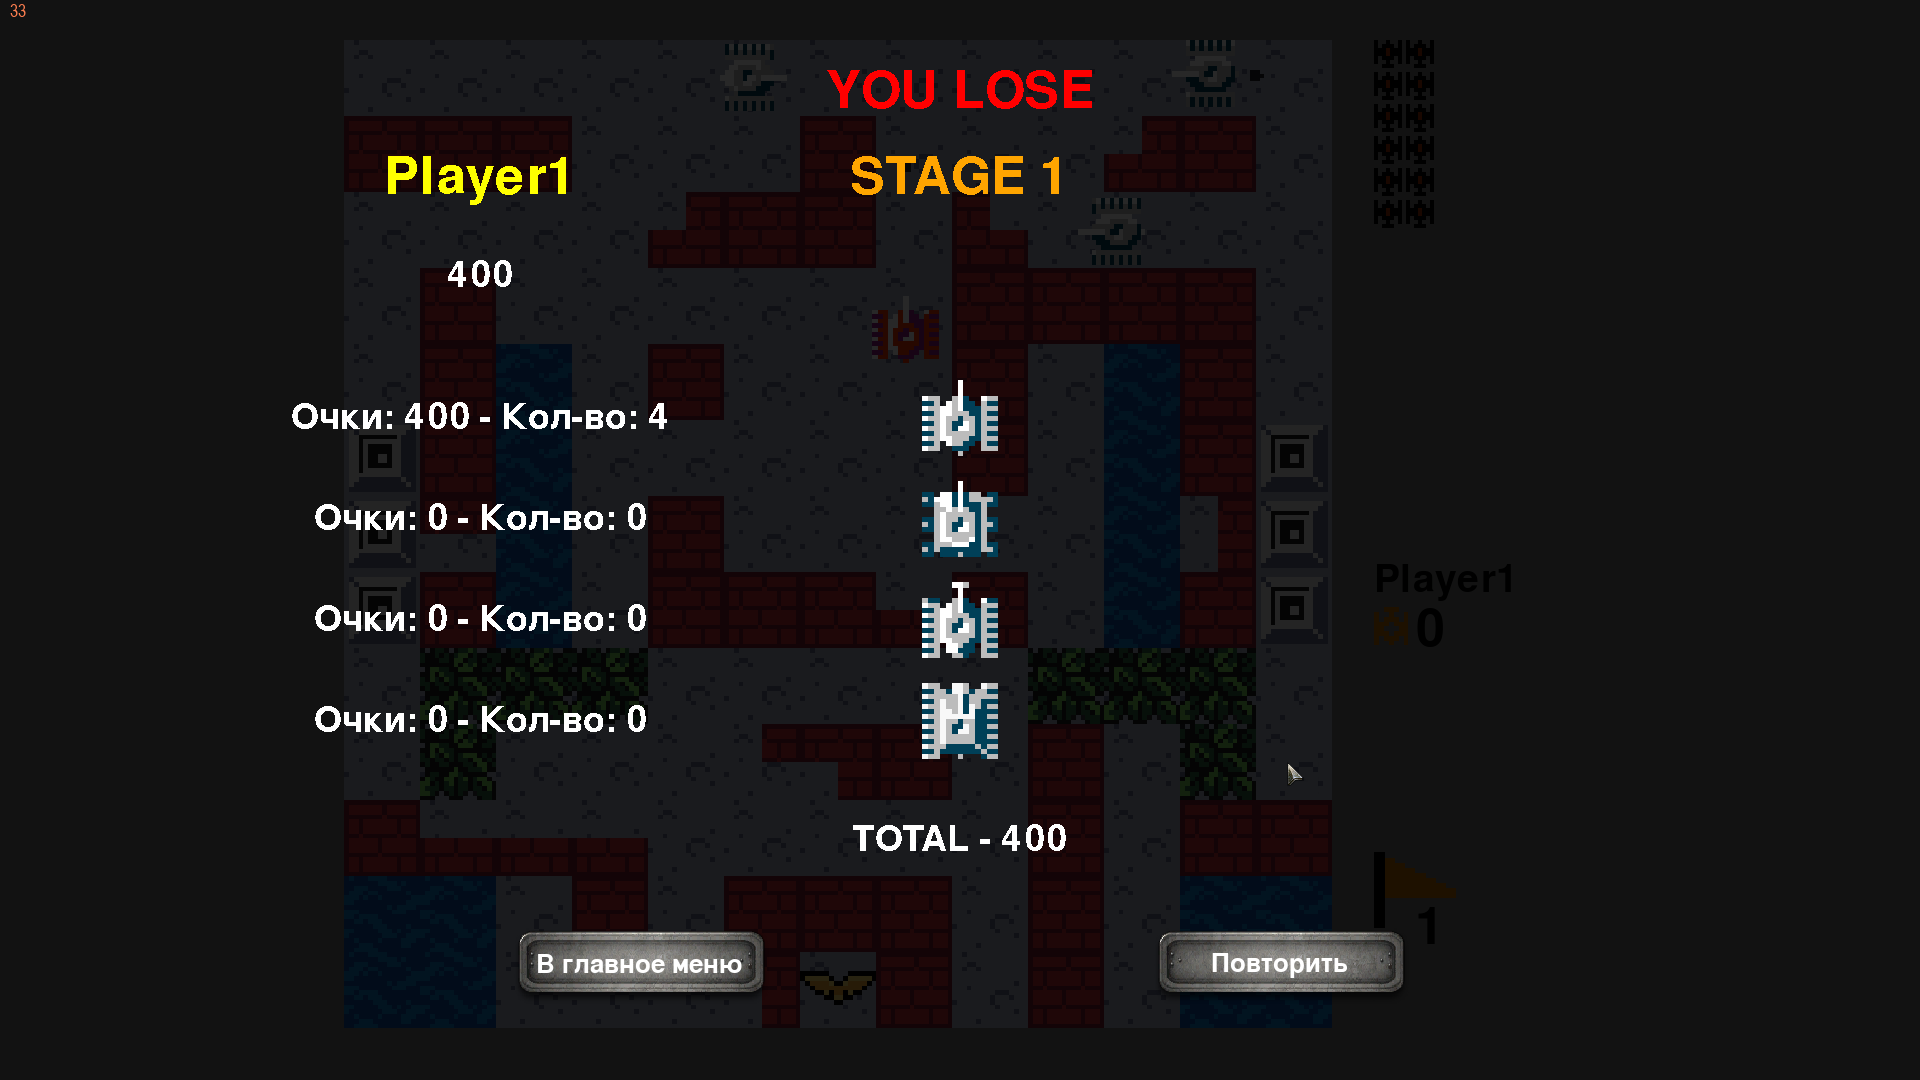 33
YOU LOSE
Player1
STAGE 1
400
Очки: 400 - Кол-во: 4
Очки: 0 - Кол-во: 0
Player1
Очки: 0 - Кол-во: 0
0
Очки: 0 - Кол-во: 0
TOTAL - 400
1
В главное меню
Повторить